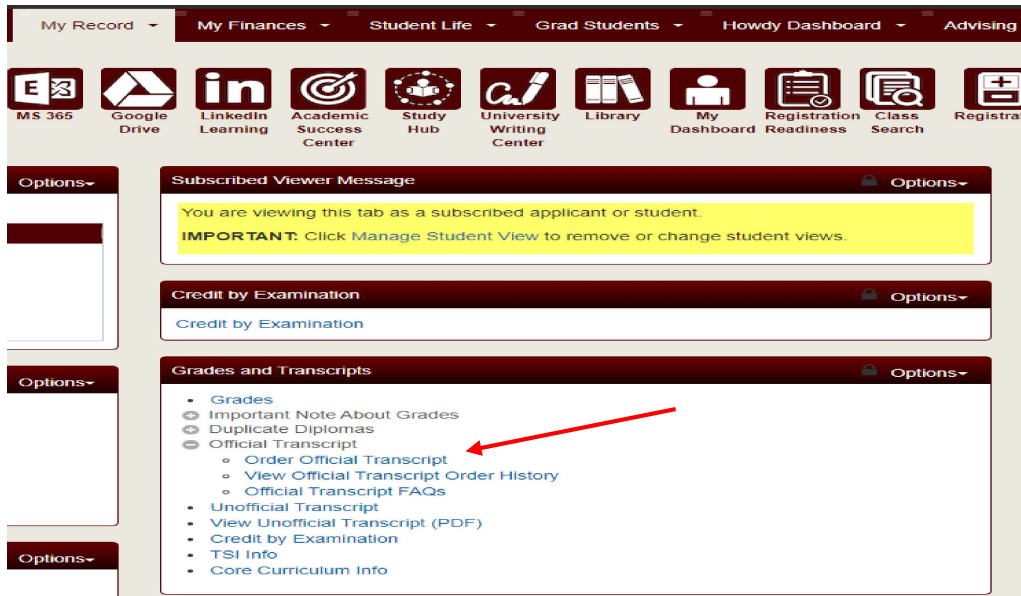 My Record
My Finances
Student Life
Grad Students
Howdy Dashboard
Advising
MS 365
Google
Drive
LinkedIn
Learning
Academic
Success
Center
Study
Hub
University
Writing
Center
Library
My
Dashboard
Registration
Readiness
Class
Search
Registra
Options
Subscribed Viewer Message
Options
You are viewing this tab as a subscribed applicant or student.
IMPORTANT: Click Manage Student View to remove or change student views.
Credit by Examination
Options
Credit by Examination
Options
Grades and Transcripts
Options
Grades
Important Note About Grades
Duplicate Diplomas
Official Transcript
Order Official Transcript
View Official Transcript Order History
Official Transcript FAQs
Unofficial Transcript
View Unofficial Transcript (PDF)
Credit by Examination
TSI Info
Core Curriculum Info
Options